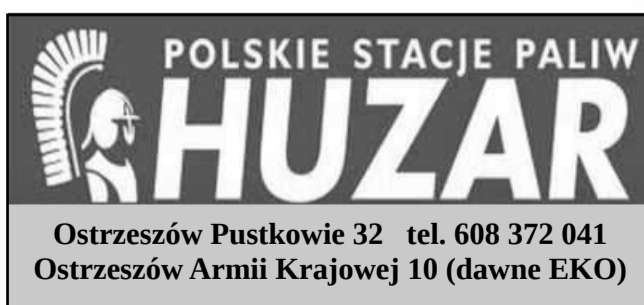 POLSKIE STACJE PALIW
HUZAR
Ostrzeszów Pustkowie 32 tel. 608 372 041
Ostrzeszów Armii Krajowej 10 (dawne EKO)